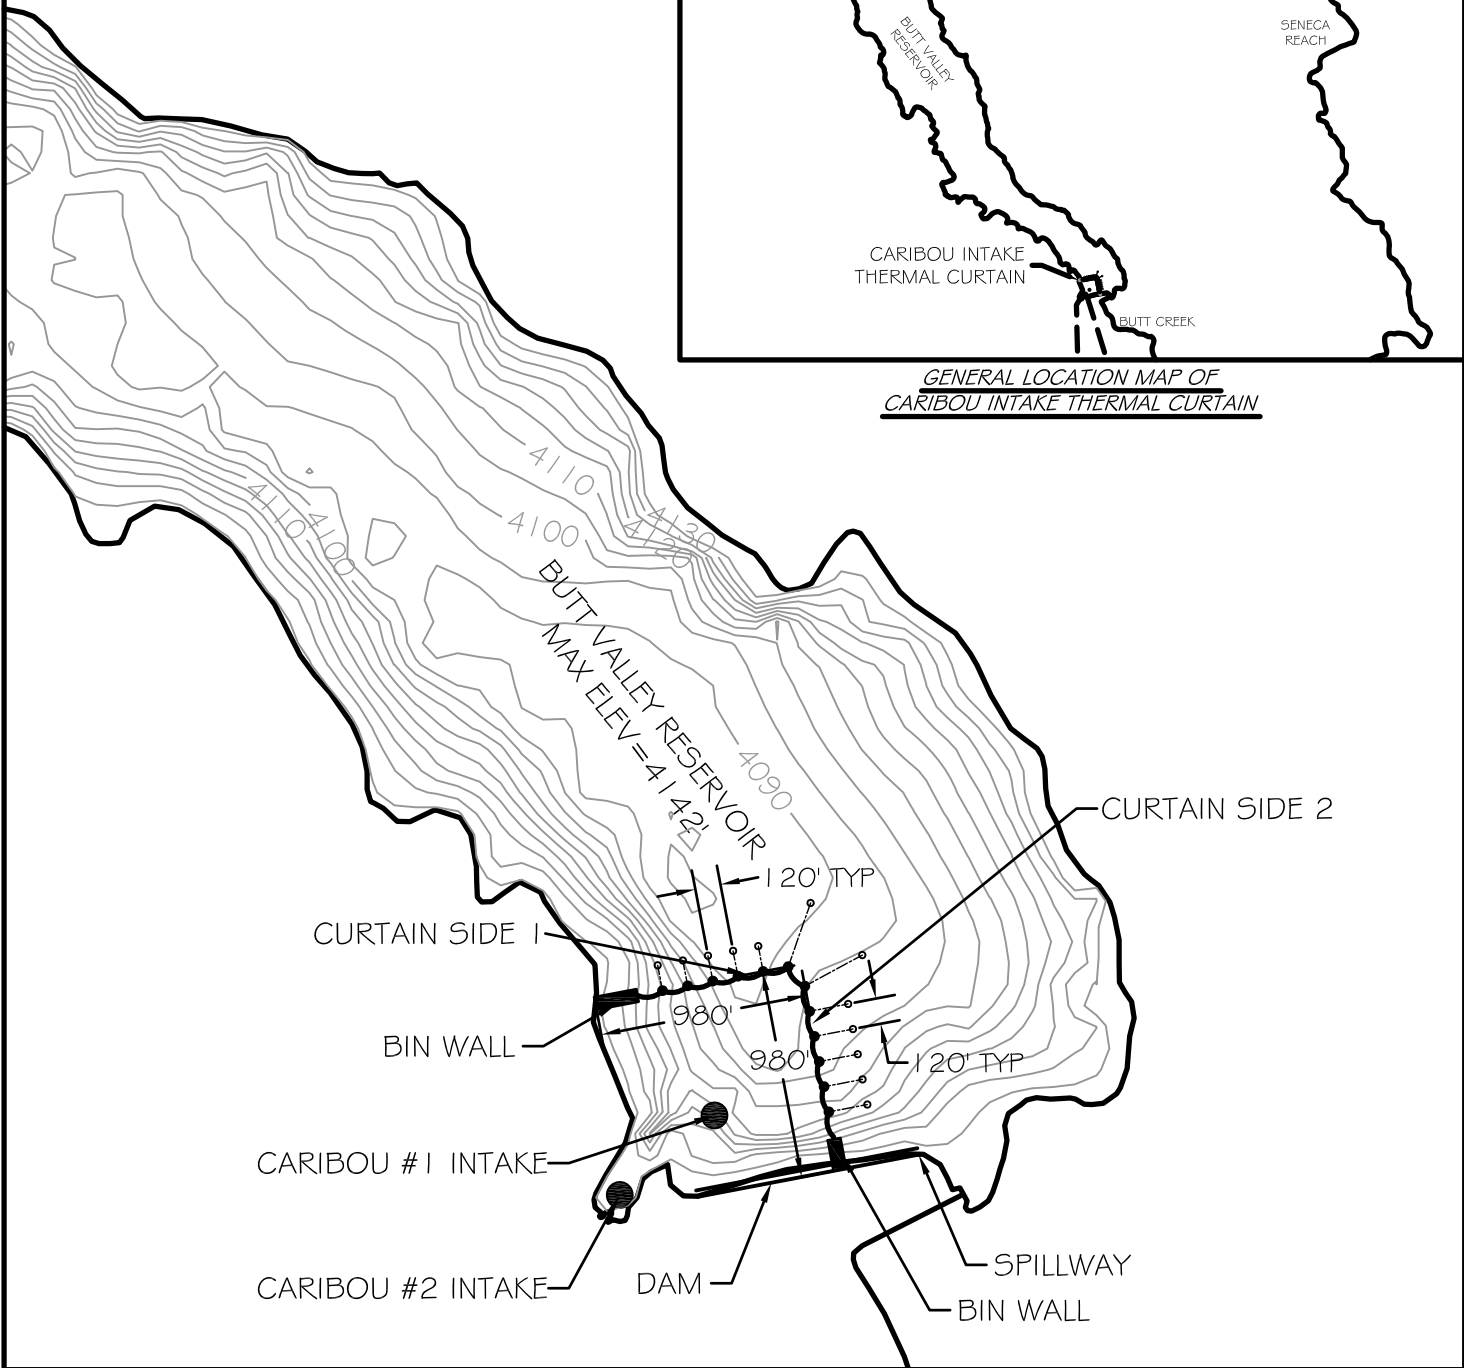 BUTT VALLEY
RESERVOIR
SENECA
REACH
CARIBOU INTAKE
THERMAL CURTAIN
BUTT CREEK
GENERAL LOCATION MAP OF
CARIBOU INTAKE THERMAL CURTAIN
4110
4100
4130
4120
4110
4100
BUTT VALLEY RESERVOIR
MAX ELEV=4142'
4090
CURTAIN SIDE 2
120' TYP
CURTAIN SIDE 1
980'
BIN WALL
980'
120' TYP
CARIBOU #1 INTAKE
CARIBOU #2 INTAKE
DAM
SPILLWAY
BIN WALL